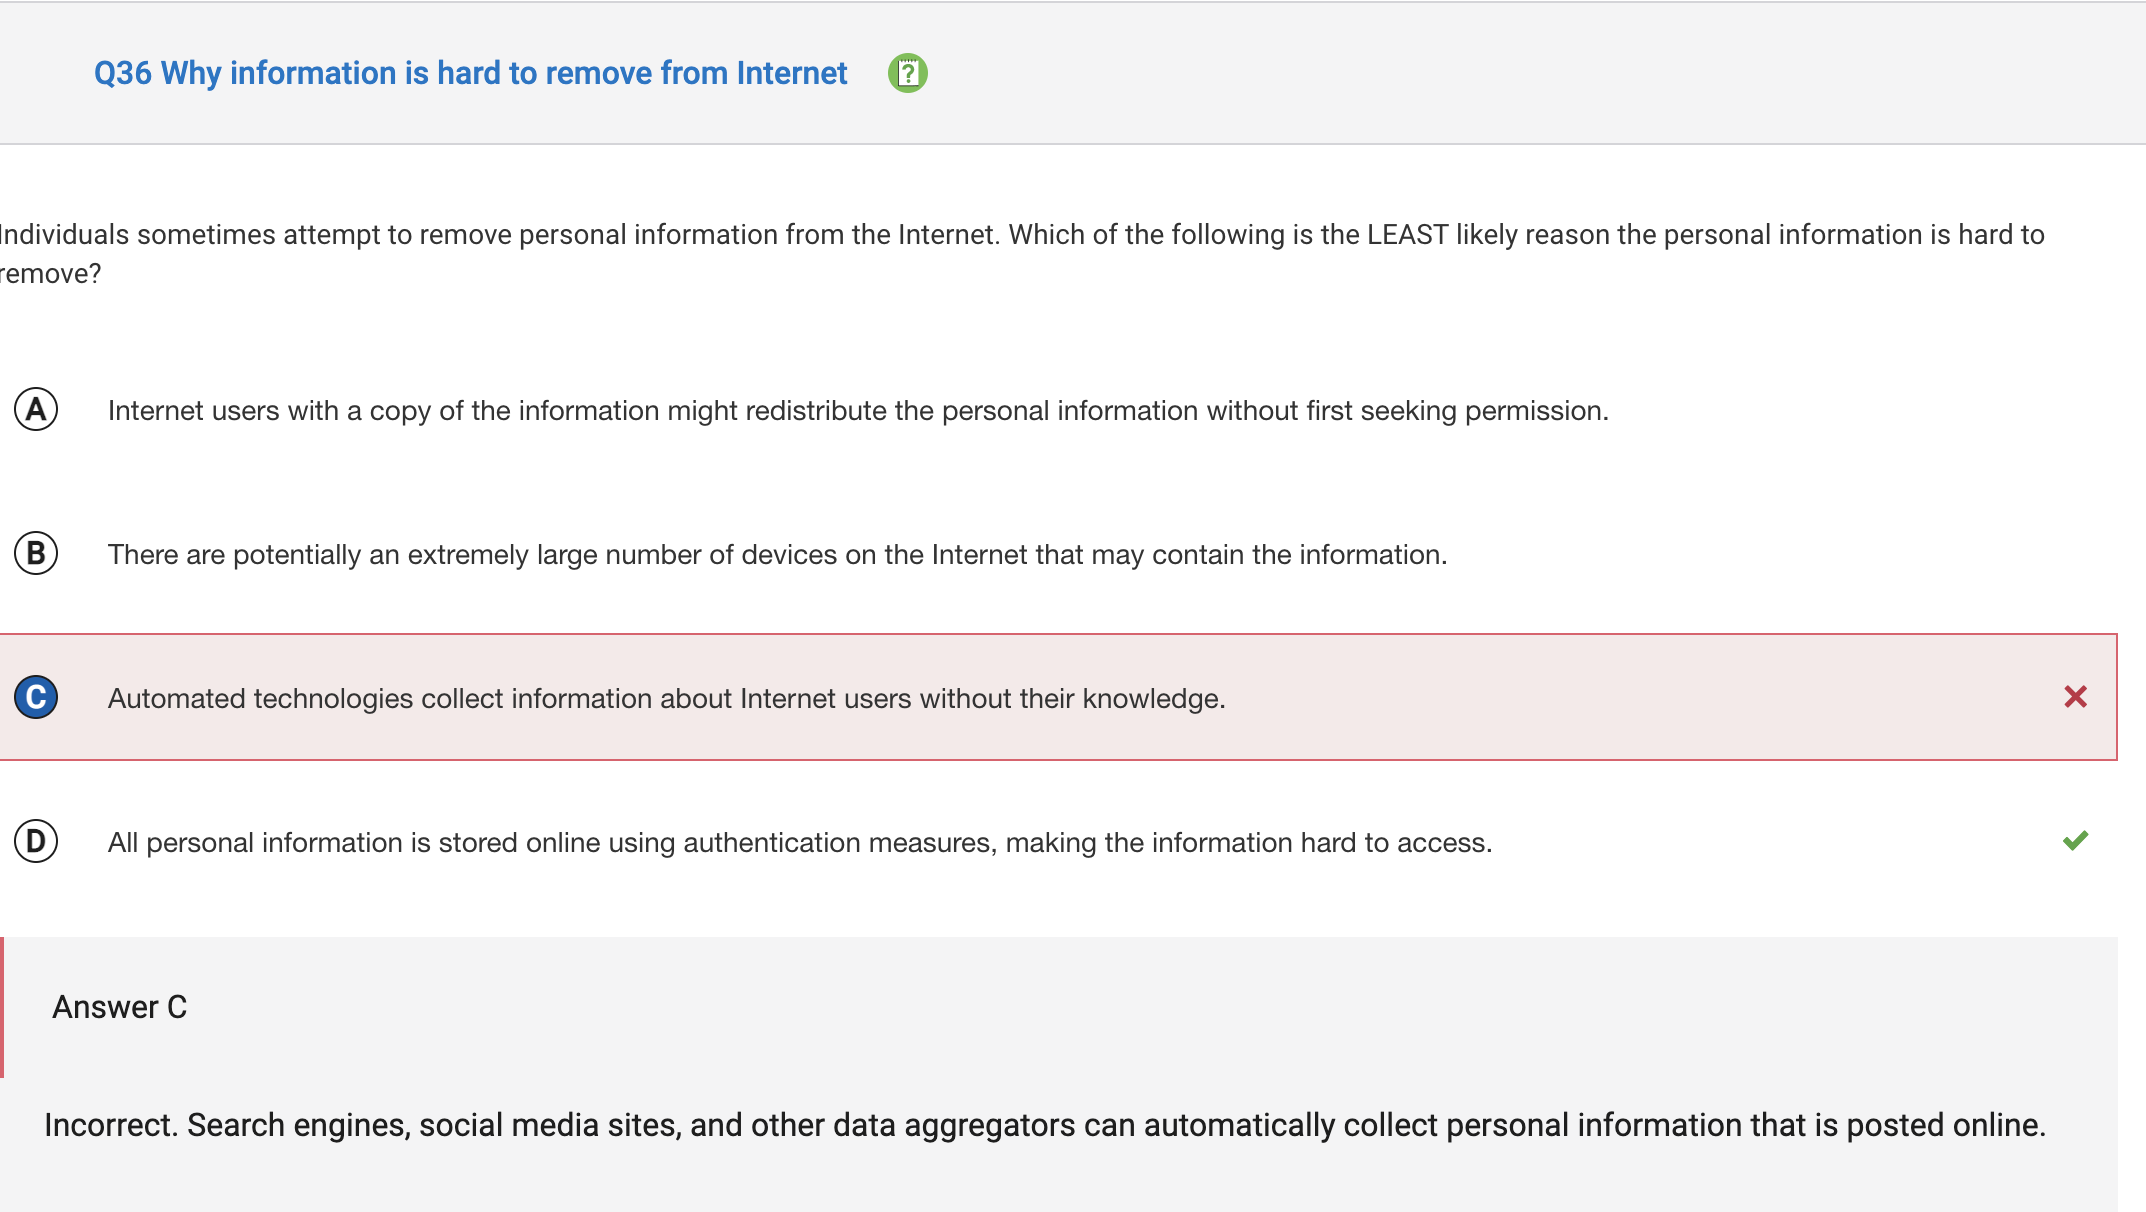 Q36 Why information is hard to remove from Internet ?
Individuals sometimes attempt to remove personal information from the Internet. Which of the following is the LEAST likely reason the personal information is hard to
remove?
A Internet users with a copy of the information might redistribute the personal information without first seeking permission.
B There are potentially an extremely large number of devices on the Internet that may contain the information.
C Automated technologies collect information about Internet users without their knowledge.
D All personal information is stored online using authentication measures, making the information hard to access.
Answer C
Incorrect. Search engines, social media sites, and other data aggregators can automatically collect personal information that is posted online.